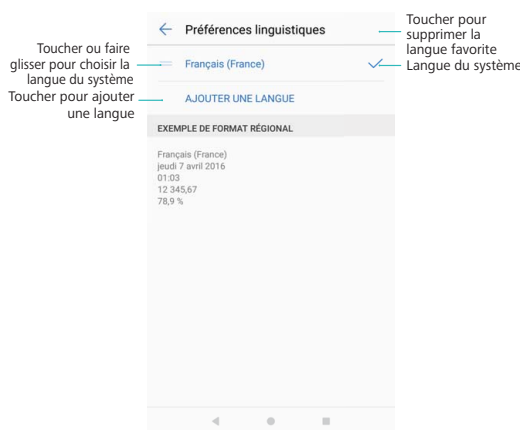 Préférences linguistiques
Toucher pour
supprimer la
langue favorite
Toucher ou faire
glisser pour choisir la
langue du système
Français (France)
Langue du système
Toucher pour ajouter
une langue
AJOUTER UNE LANGUE
EXEMPLE DE FORMAT RÉGIONAL
Français (France)
jeudi 7 avril 2016
01:03
12 345,67
78,9 %